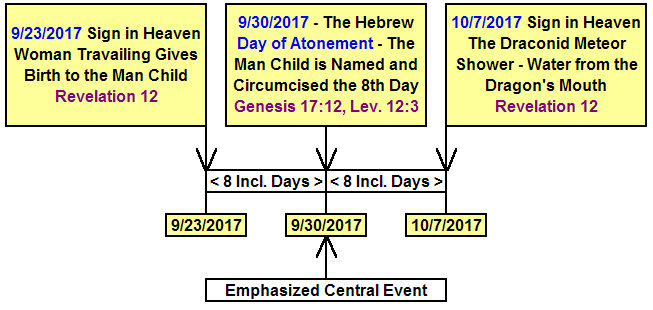 9/23/2017 Sign in Heaven
Woman Travailing Gives
Birth to the Man Child
Revelation 12
9/30/2017 - The Hebrew
Day of Atonement - The
Man Child is Named and
Circumcised the 8th Day
Genesis 17:12, Lev. 12:3
10/7/2017 Sign in Heaven
The Draconid Meteor
Shower - Water from the
Dragon's Mouth
Revelation 12
< 8 Incl. Days >
< 8 Incl. Days >
9/23/2017
9/30/2017
10/7/2017
Emphasized Central Event